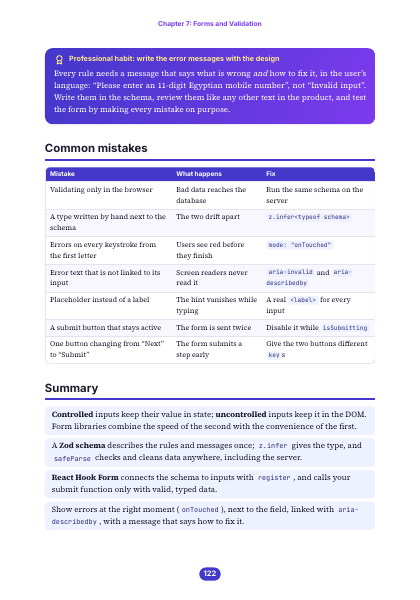 Chapter 7: Forms and Validation
Professional habit: write the error messages with the design
Every rule needs a message that says what is wrong and how to fix it, in the user's
language: “Please enter an 11-digit Egyptian mobile number”, not “Invalid input”.
Write them in the schema, review them like any other text in the product, and test
the form by making every mistake on purpose.
Common mistakes
Mistake What happens Fix
Validating only in the browser Bad data reaches the database Run the same schema on the server
A type written by hand next to the schema The two drift apart z.infer<typeof schema>
Errors on every keystroke from the first letter Users see red before they finish mode: "onTouched"
Error text that is not linked to its input Screen readers never read it aria-invalid and aria-describedby
Placeholder instead of a label The hint vanishes while typing A real <label> for every input
A submit button that stays active The form is sent twice Disable it while isSubmitting
One button changing from “Next” to “Submit” The form submits a step early Give the two buttons different key s
Summary
Controlled inputs keep their value in state; uncontrolled inputs keep it in the DOM.
Form libraries combine the speed of the second with the convenience of the first.
A Zod schema describes the rules and messages once; z.infer gives the type, and
safeParse checks and cleans data anywhere, including the server.
React Hook Form connects the schema to inputs with register , and calls your
submit function only with valid, typed data.
Show errors at the right moment ( onTouched ), next to the field, linked with aria-
describedby , with a message that says how to fix it.
122